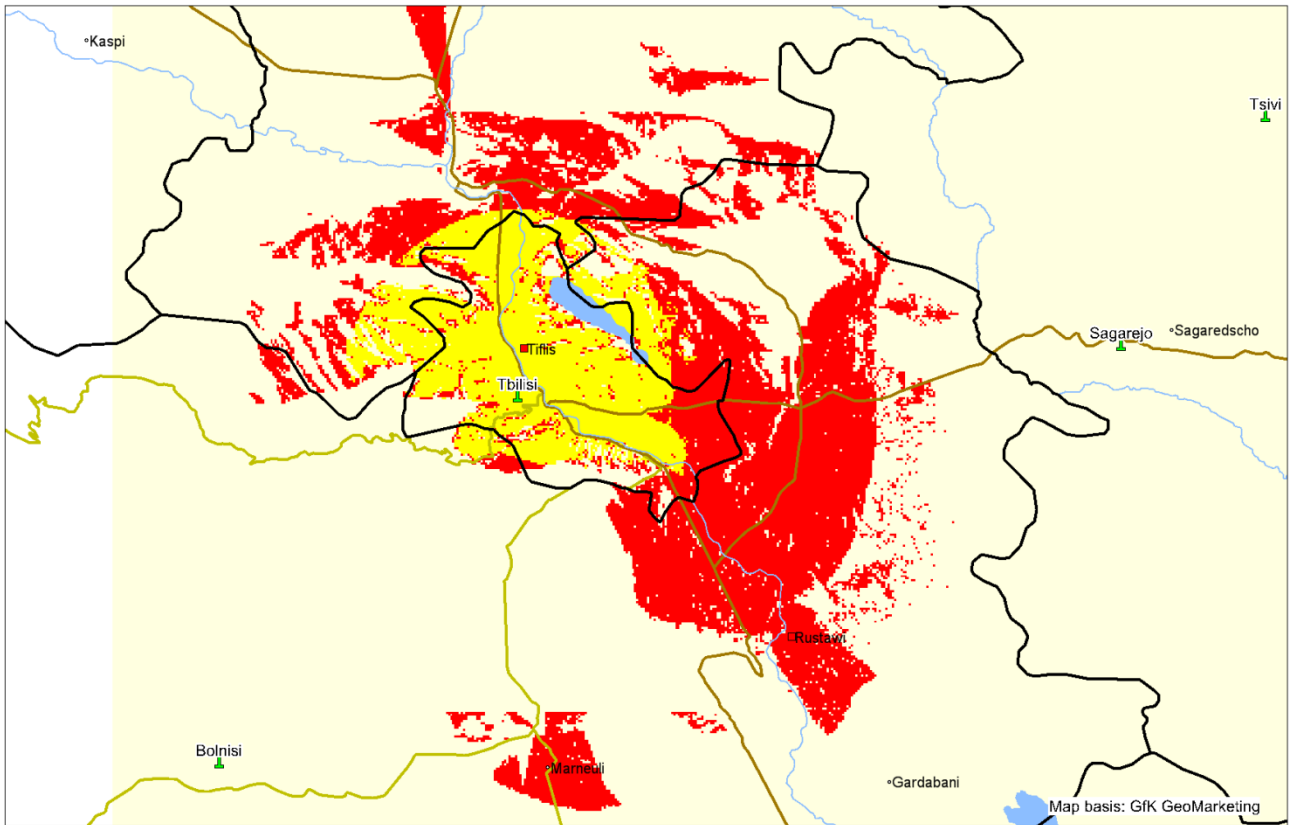 Kaspi
Tsivi
Sagarejo
Sagaredscho
Tiflis
Tbilisi
Rustawi
Bolnisi
Marneuli
Gardabani
Map basis: GfK GeoMarketing